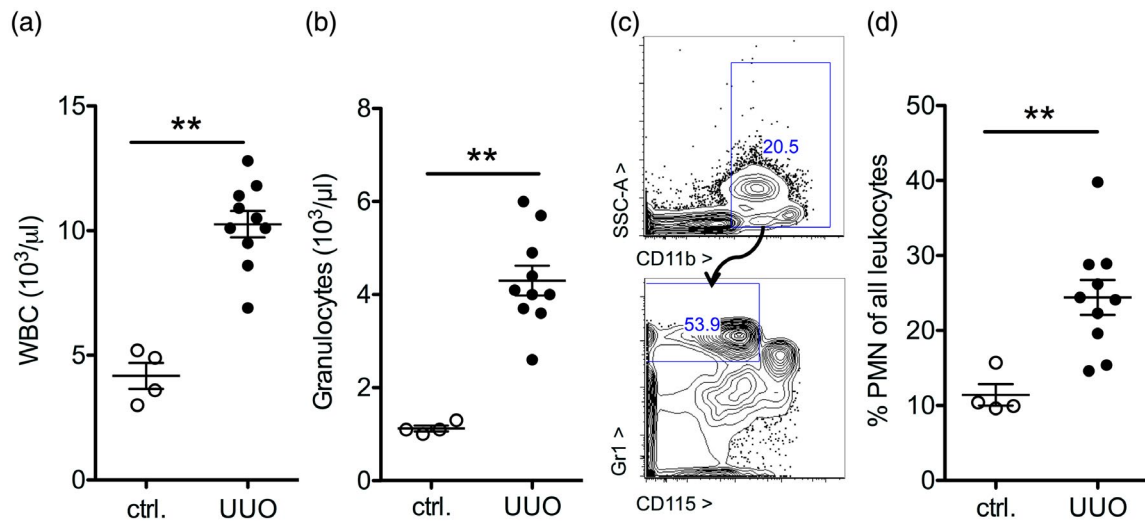 (a)
WBC (10³/µl)
15
10
5
0
**
ctrl.
UUO
(b)
Granulocytes (10³/µl)
8
6
4
2
0
**
ctrl.
UUO
(c)
SSC-A >
20.5
CD11b >
53.9
Gr1 >
CD115 >
(d)
% PMN of all leukocytes
50
40
30
20
10
0
**
ctrl.
UUO